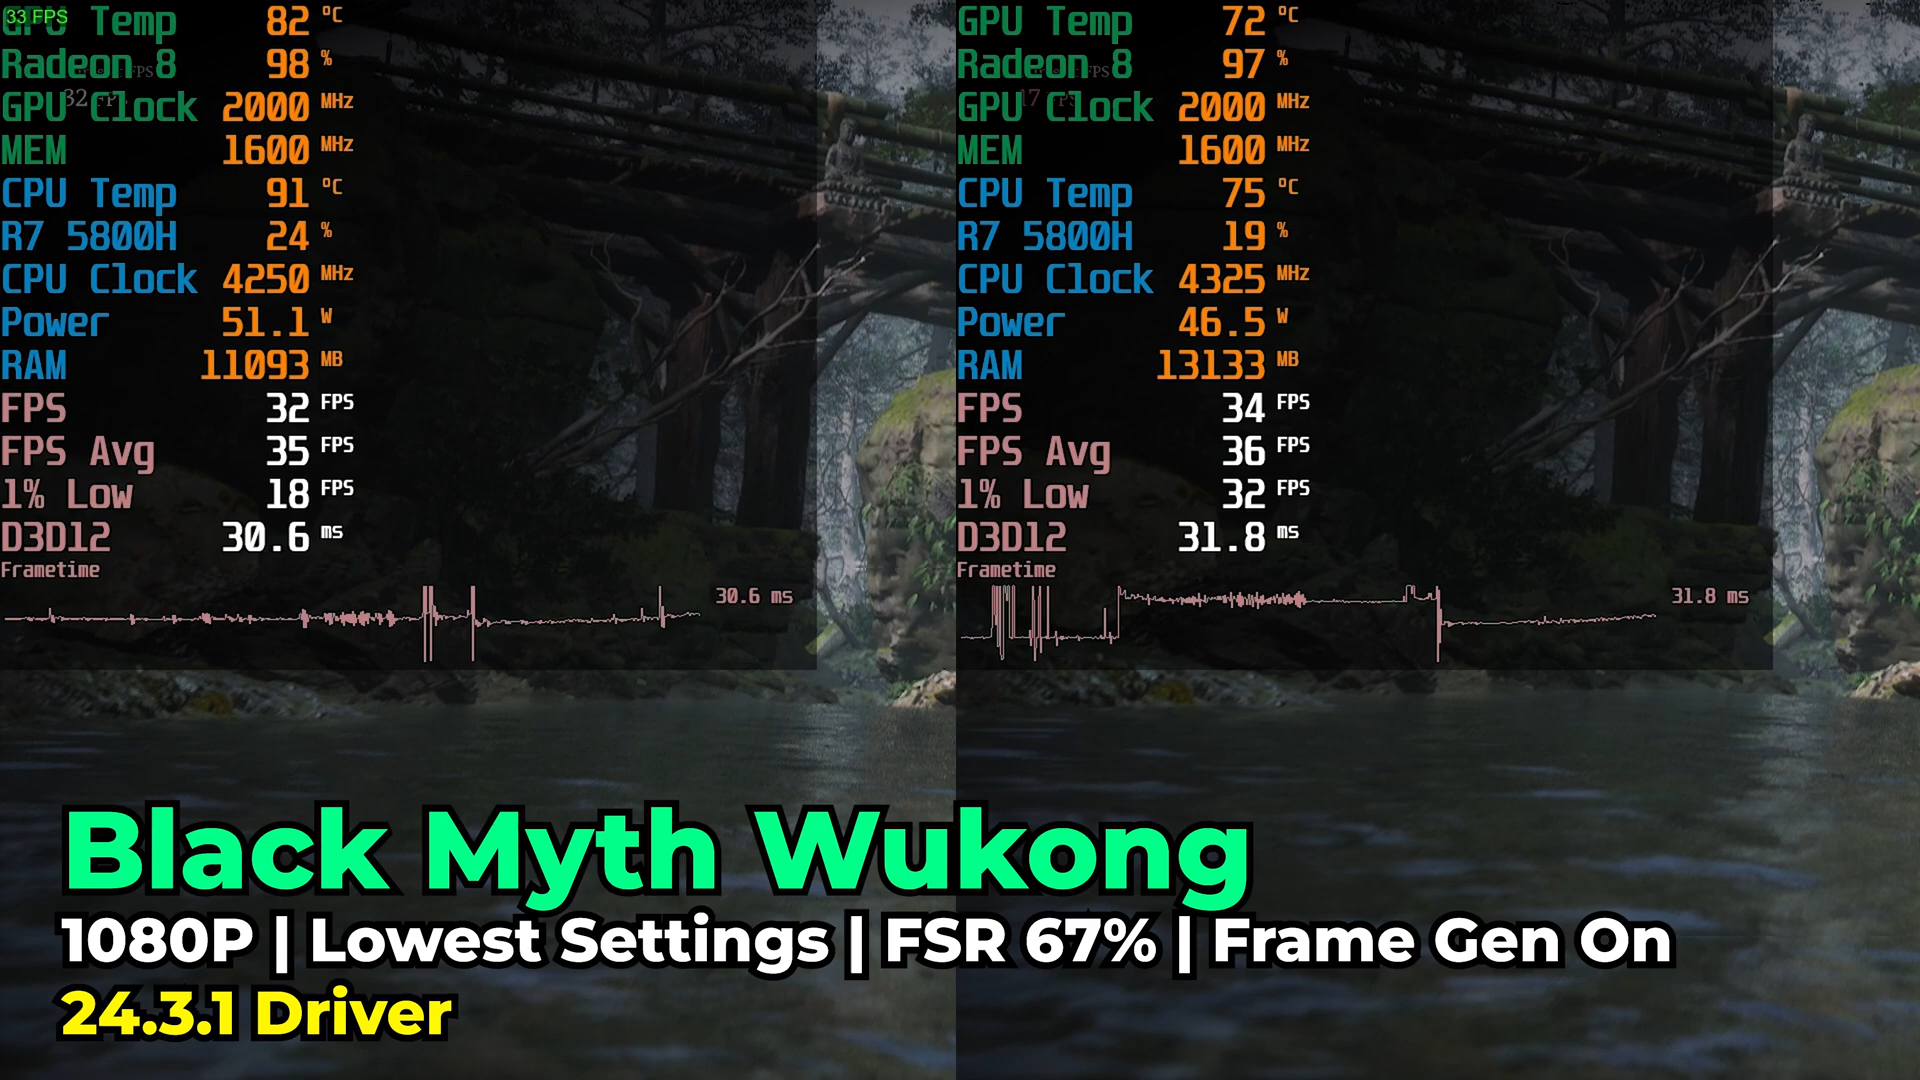 33 FPS
GPU Temp 82 °C
Radeon 8 98 %
32 FPS
GPU Clock 2000 MHz
MEM 1600 MHz
CPU Temp 91 °C
R7 5800H 24 %
CPU Clock 4250 MHz
Power 51.1 W
RAM 11093 MB
FPS 32 FPS
FPS Avg 35 FPS
1% Low 18 FPS
D3D12 30.6 ms
Frametime
30.6 ms
GPU Temp 72 °C
Radeon 8 97 %
17 FPS
GPU Clock 2000 MHz
MEM 1600 MHz
CPU Temp 75 °C
R7 5800H 19 %
CPU Clock 4325 MHz
Power 46.5 W
RAM 13133 MB
FPS 34 FPS
FPS Avg 36 FPS
1% Low 32 FPS
D3D12 31.8 ms
Frametime
31.8 ms
Black Myth Wukong
1080P | Lowest Settings | FSR 67% | Frame Gen On
24.3.1 Driver